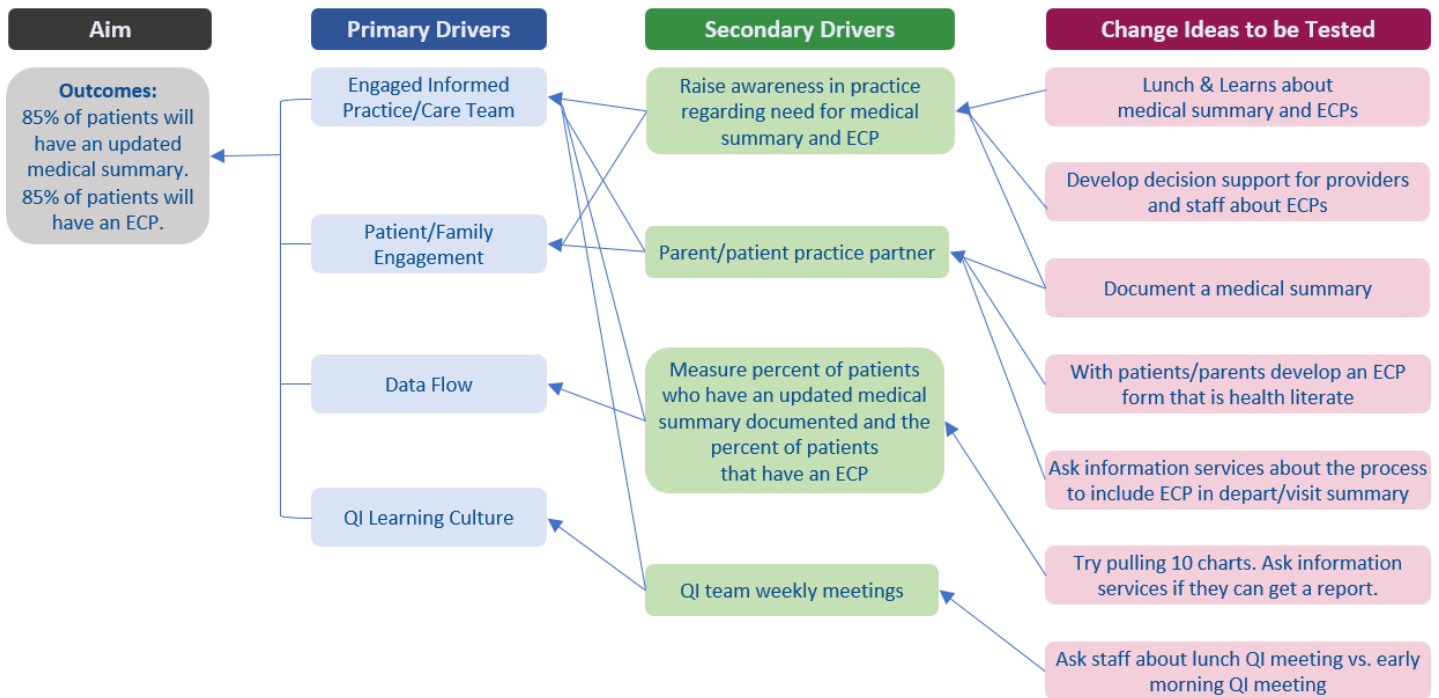 Aim
Primary Drivers
Secondary Drivers
Change Ideas to be Tested
Outcomes:
85% of patients will
have an updated
medical summary.
85% of patients will
have an ECP.
Engaged Informed
Practice/Care Team
Patient/Family
Engagement
Data Flow
QI Learning Culture
Raise awareness in practice
regarding need for medical
summary and ECP
Parent/patient practice partner
Measure percent of patients
who have an updated medical
summary documented and the
percent of patients
that have an ECP
QI team weekly meetings
Lunch & Learns about
medical summary and ECPs
Develop decision support for providers
and staff about ECPs
Document a medical summary
With patients/parents develop an ECP
form that is health literate
Ask information services about the process
to include ECP in depart/visit summary
Try pulling 10 charts. Ask information
services if they can get a report.
Ask staff about lunch QI meeting vs. early
morning QI meeting